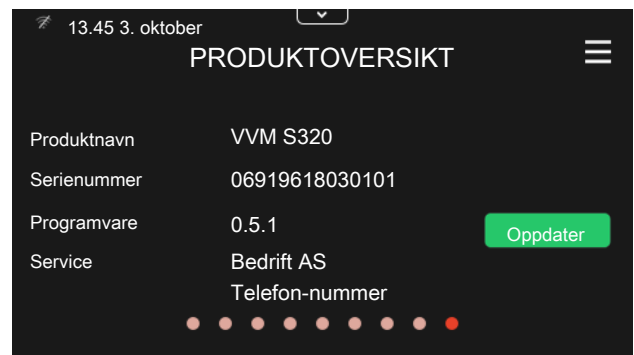 13.45 3. oktober
PRODUKTOVERSIKT
Produktnavn VVM S320
Serienummer 06919618030101
Programvare 0.5.1
Oppdater
Service Bedrift AS
Telefon-nummer